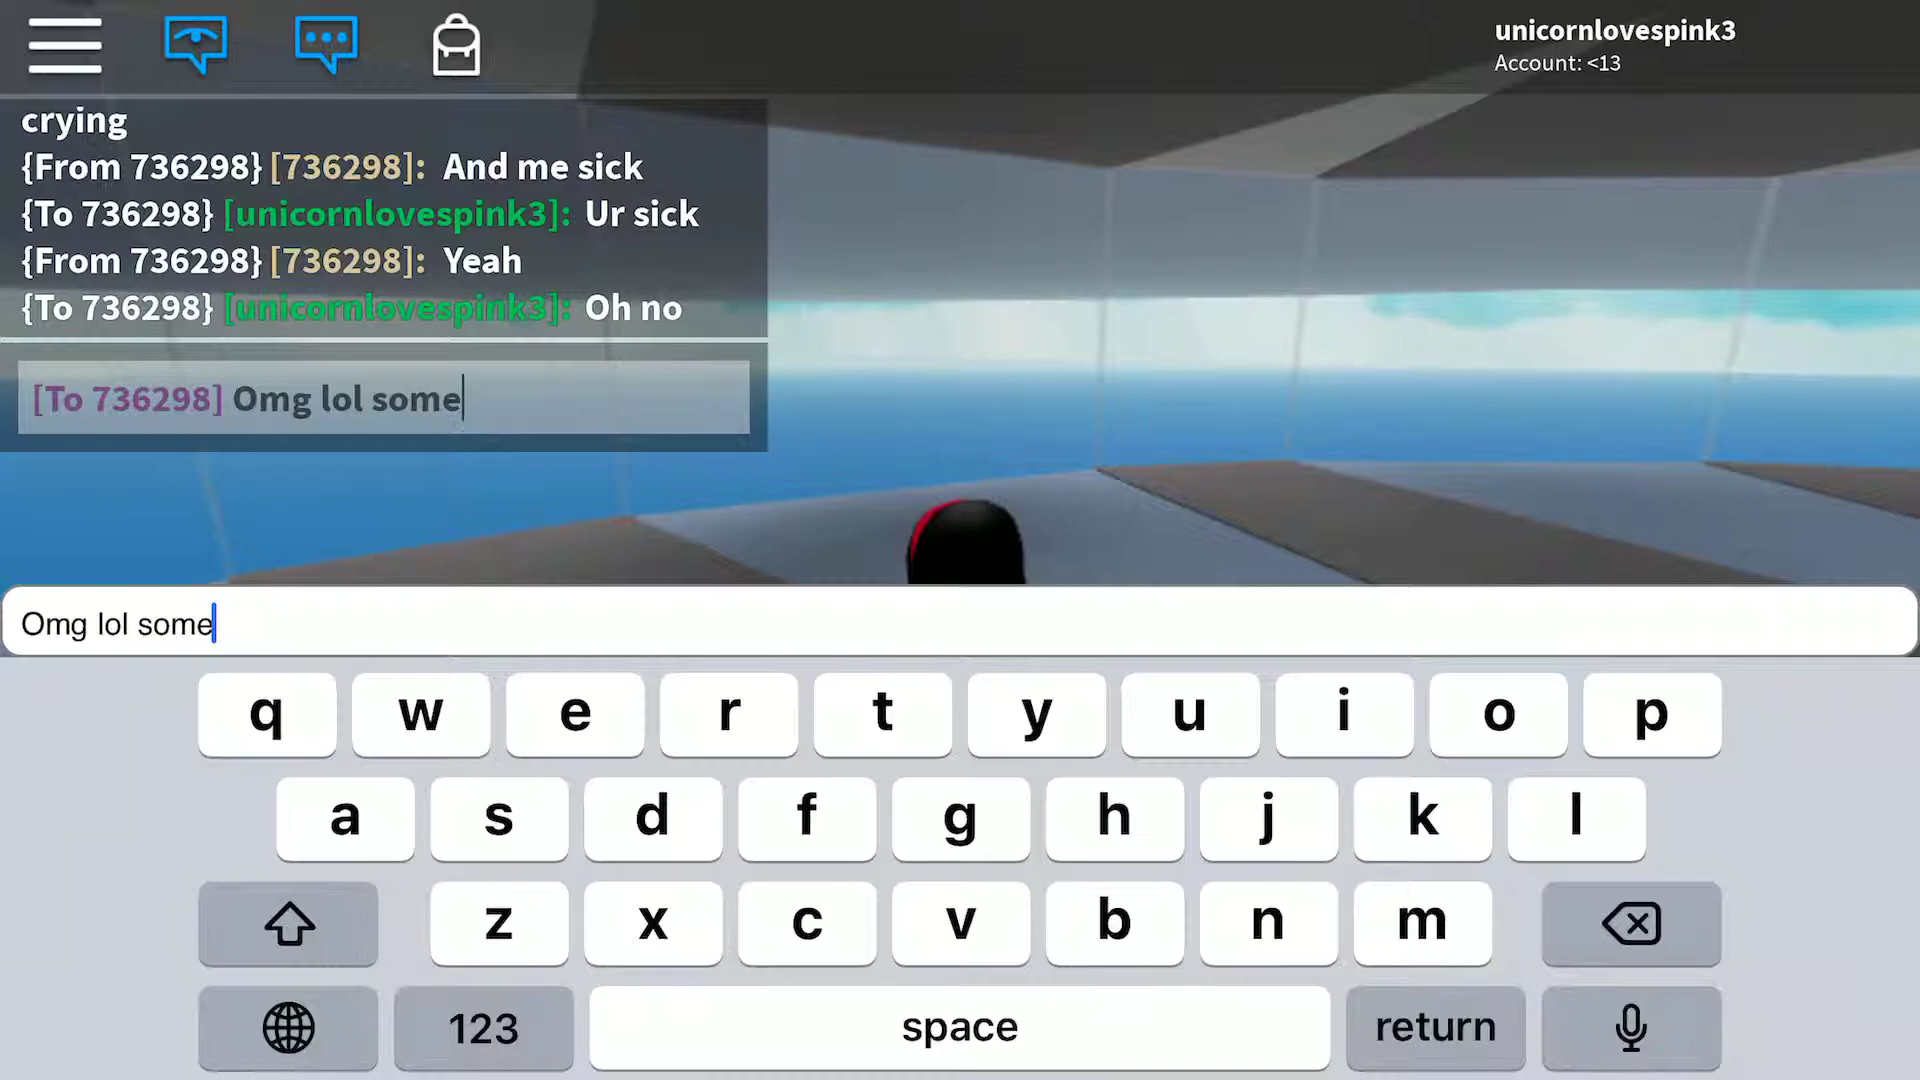 unicornlovespink3
Account: <13
crying
{From 736298} [736298]: And me sick
{To 736298} [unicornlovespink3]: Ur sick
{From 736298} [736298]: Yeah
{To 736298} [unicornlovespink3]: Oh no
[To 736298] Omg lol some
Omg lol some
q w e r t y u i o p
a s d f g h j k l
z x c v b n m
123 space return